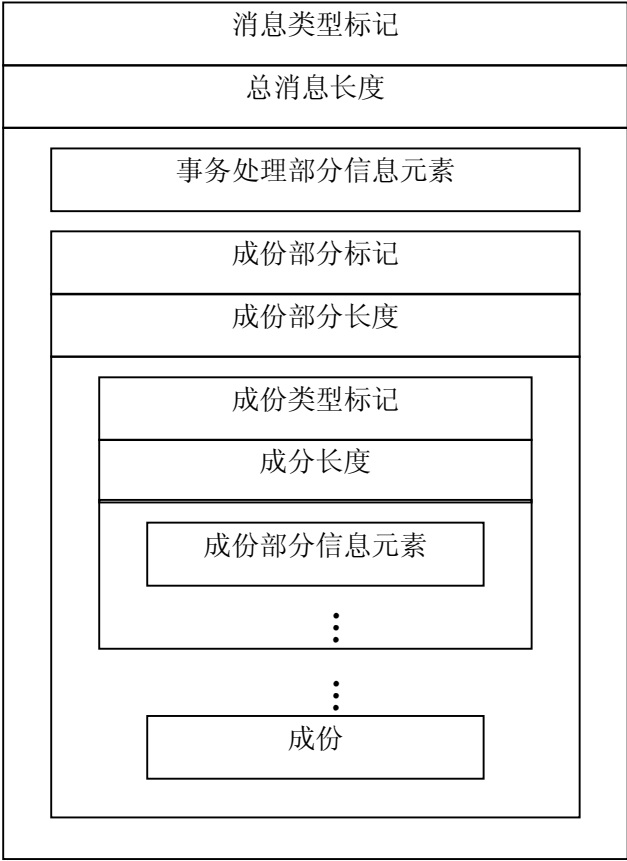 消息类型标记
总消息长度
事务处理部分信息元素
成份部分标记
成份部分长度
成份类型标记
成分长度
成份部分信息元素
成份